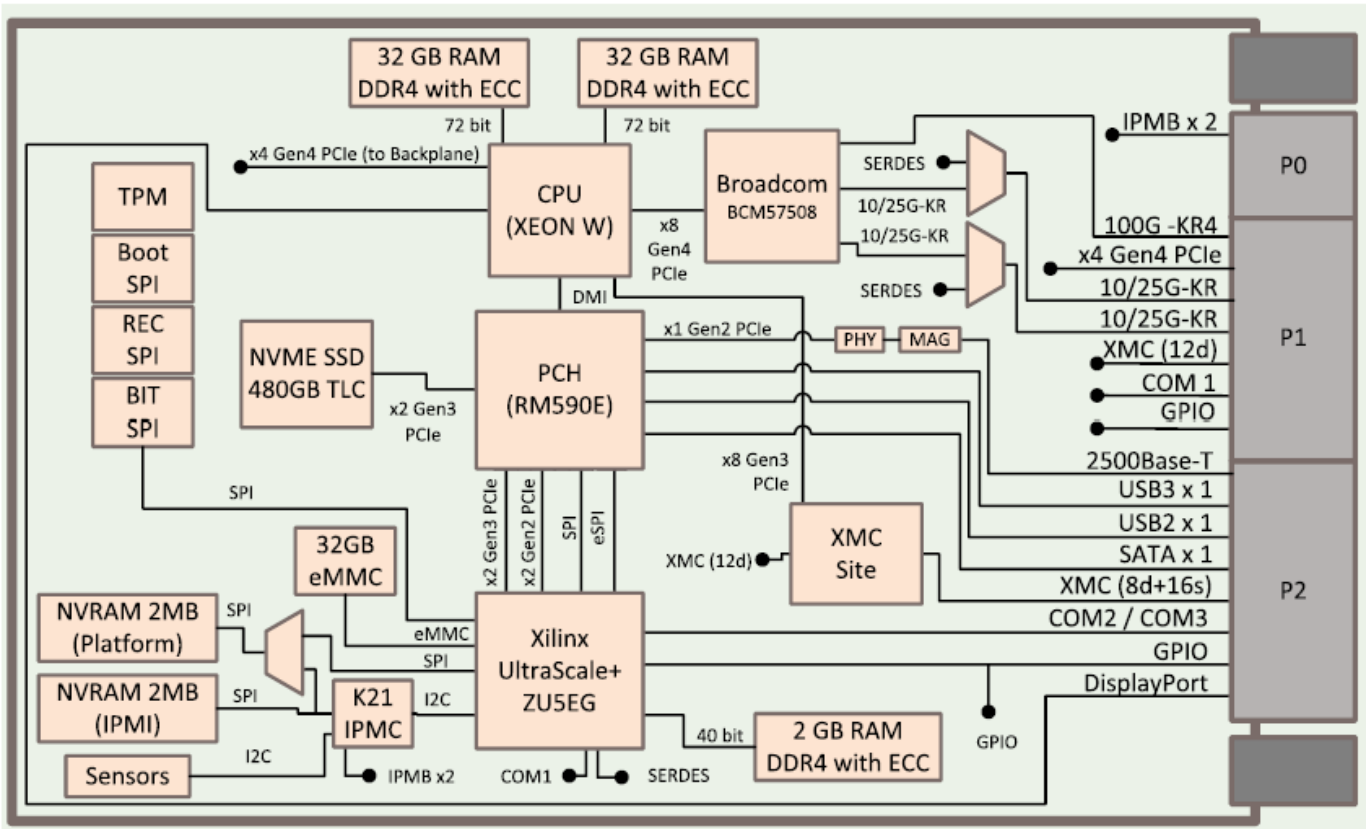 32 GB RAM
DDR4 with ECC
32 GB RAM
DDR4 with ECC
72 bit
72 bit
x4 Gen4 PCIe (to Backplane)
CPU
(XEON W)
x8
Gen4
PCIe
Broadcom
BCM57508
SERDES
10/25G-KR
10/25G-KR
SERDES
IPMB x 2
P0
100G -KR4
x4 Gen4 PCIe
10/25G-KR
10/25G-KR
XMC (12d)
COM 1
GPIO
P1
TPM
Boot
SPI
REC
SPI
BIT
SPI
DMI
NVME SSD
480GB TLC
x2 Gen3
PCIe
PCH
(RM590E)
x1 Gen2 PCIe
PHY
MAG
2500Base-T
USB3 x 1
USB2 x 1
SATA x 1
XMC (8d+16s)
COM2 / COM3
GPIO
DisplayPort
P2
x8 Gen3
PCIe
XMC (12d)
XMC
Site
SPI
x2 Gen3 PCIe
x2 Gen2 PCIe
SPI
eSPI
32GB
eMMC
eMMC
SPI
NVRAM 2MB
(Platform)
SPI
NVRAM 2MB
(IPMI)
SPI
K21
IPMC
I2C
Xilinx
UltraScale+
ZU5EG
Sensors
I2C
IPMB x2
COM1
SERDES
40 bit
2 GB RAM
DDR4 with ECC
GPIO